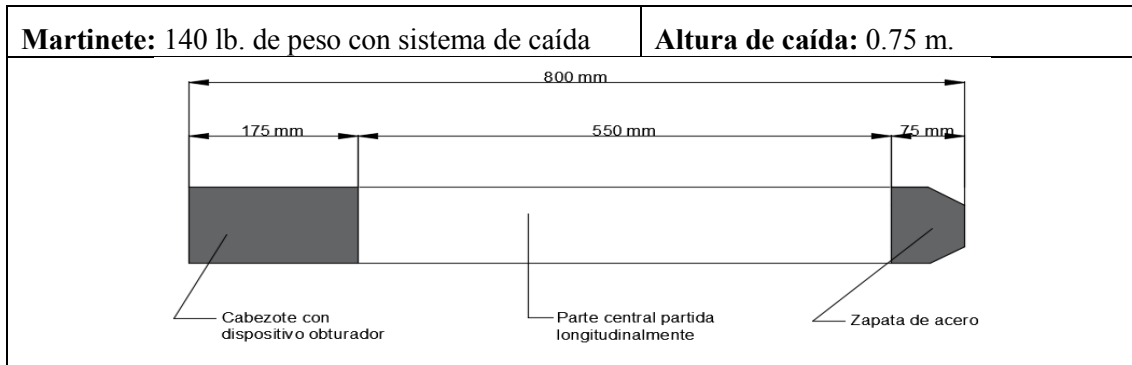 Martinete: 140 lb. de peso con sistema de caída
Altura de caída: 0.75 m.
800 mm
175 mm
550 mm
75 mm
Cabezote con
dispositivo obturador
Parte central partida
longitudinalmente
Zapata de acero